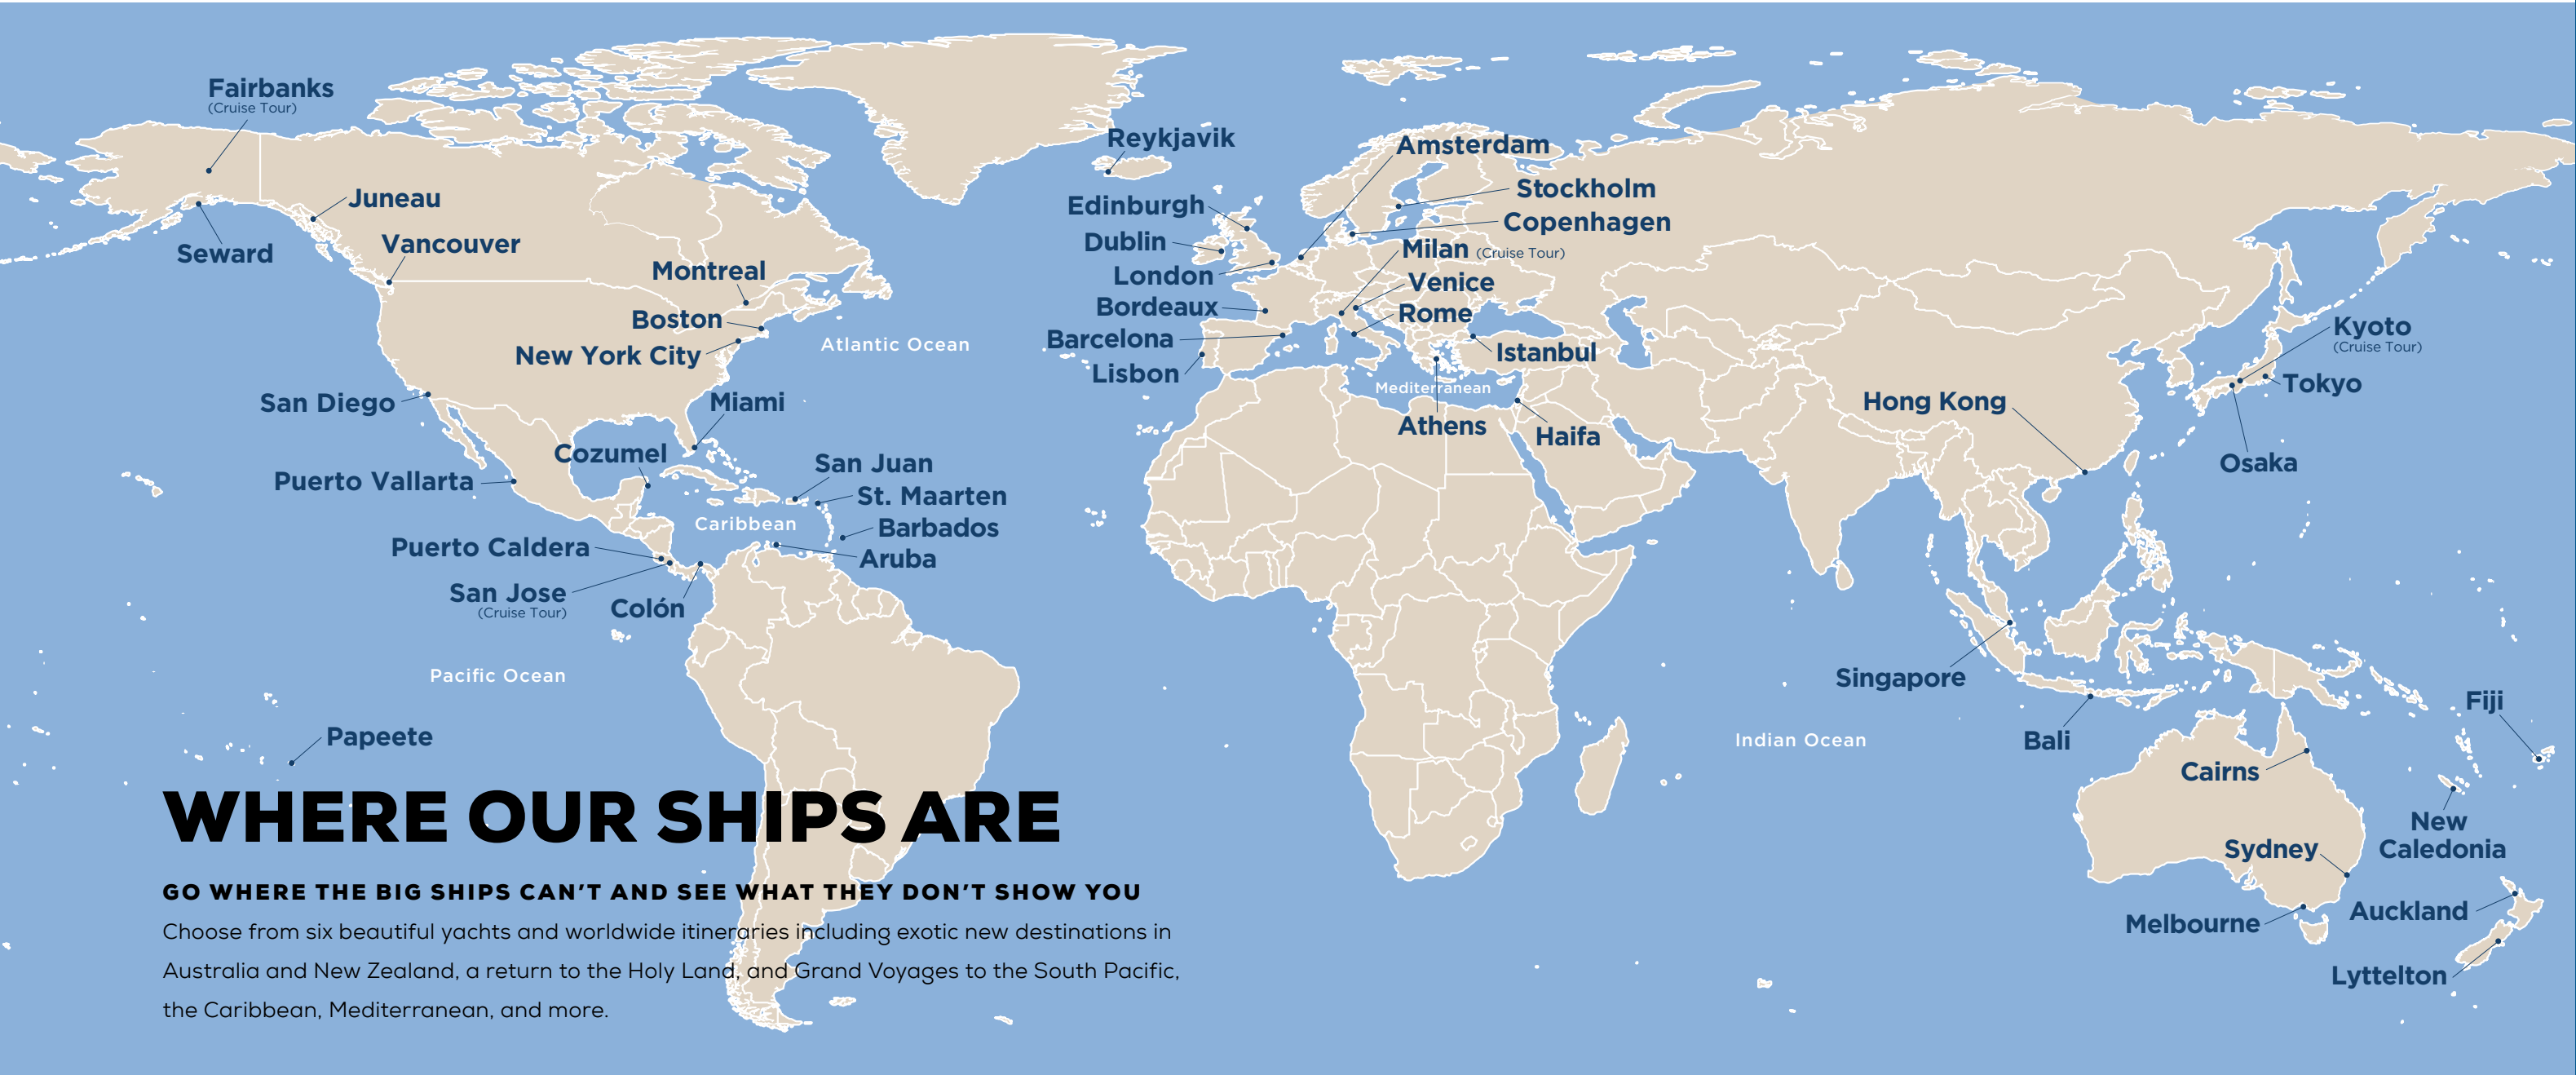 Fairbanks
(Cruise Tour)
Juneau
Seward
Vancouver
Montreal
Boston
New York City
Atlantic Ocean
San Diego
Miami
Cozumel
Puerto Vallarta
San Juan
St. Maarten
Caribbean
Barbados
Aruba
Puerto Caldera
San Jose
(Cruise Tour)
Colón
Pacific Ocean
Papeete
Reykjavik
Edinburgh
Dublin
London
Bordeaux
Barcelona
Lisbon
Amsterdam
Stockholm
Copenhagen
Milan (Cruise Tour)
Venice
Rome
Istanbul
Mediterranean
Athens
Haifa
Kyoto
(Cruise Tour)
Tokyo
Hong Kong
Osaka
Singapore
Indian Ocean
Bali
Fiji
Cairns
New
Caledonia
Sydney
Auckland
Melbourne
Lyttelton
WHERE OUR SHIPS ARE
GO WHERE THE BIG SHIPS CAN’T AND SEE WHAT THEY DON’T SHOW YOU
Choose from six beautiful yachts and worldwide itineraries including exotic new destinations in
Australia and New Zealand, a return to the Holy Land, and Grand Voyages to the South Pacific,
the Caribbean, Mediterranean, and more.